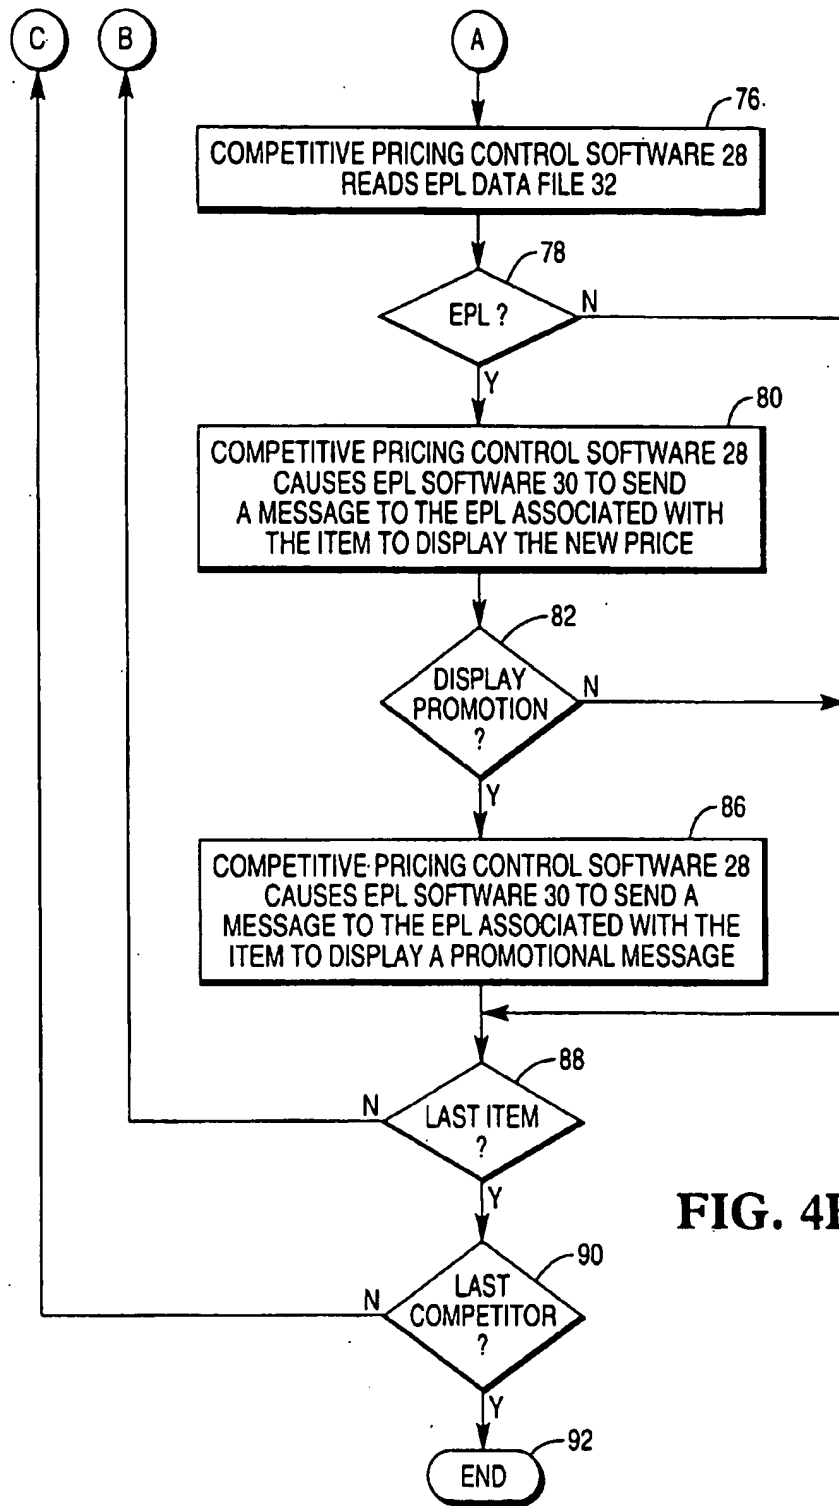 C
B
A
76
COMPETITIVE PRICING CONTROL SOFTWARE 28
READS EPL DATA FILE 32
78
EPL ?
N
Y
80
COMPETITIVE PRICING CONTROL SOFTWARE 28
CAUSES EPL SOFTWARE 30 TO SEND
A MESSAGE TO THE EPL ASSOCIATED WITH
THE ITEM TO DISPLAY THE NEW PRICE
82
DISPLAY
PROMOTION
?
N
Y
86
COMPETITIVE PRICING CONTROL SOFTWARE 28
CAUSES EPL SOFTWARE 30 TO SEND A
MESSAGE TO THE EPL ASSOCIATED WITH THE
ITEM TO DISPLAY A PROMOTIONAL MESSAGE
88
N
LAST ITEM
?
Y
FIG.
90
N
LAST
COMPETITOR
?
Y
92
END